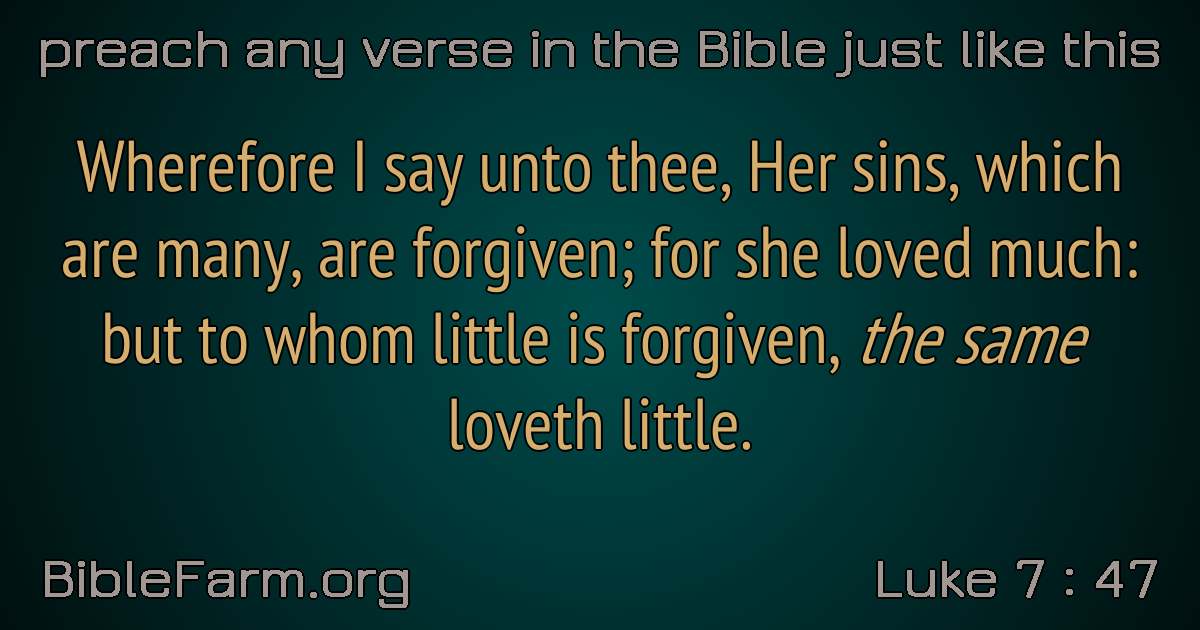 preach any verse in the Bible just like this
Wherefore I say unto thee, Her sins, which
are many, are forgiven; for she loved much:
but to whom little is forgiven, the same
loveth little.
BibleFarm.org
Luke 7 : 47